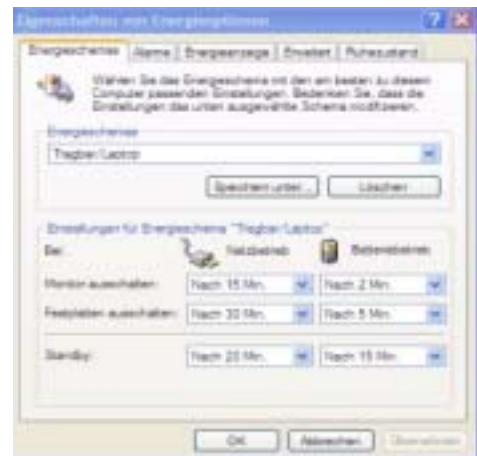 Eigenschaften von Energieoptionen
Energieschemas Alarme Energieanzeige Erweitert Ruhezustand
Wählen Sie das Energieschema mit den am besten zu diesem
Computer passenden Einstellungen. Bedenken Sie, dass die
Einstellungen das unten ausgewählte Schema modifizieren.
Energieschemas
Tragbar/Laptop
Speichern unter... Löschen
Einstellungen für Energieschema "Tragbar/Laptop"
Bei: Netzbetrieb Batteriebetrieb
Monitor ausschalten: Nach 15 Min. Nach 2 Min.
Festplatten ausschalten: Nach 30 Min. Nach 5 Min.
Standby: Nach 20 Min. Nach 15 Min.
OK Abbrechen Übernehmen